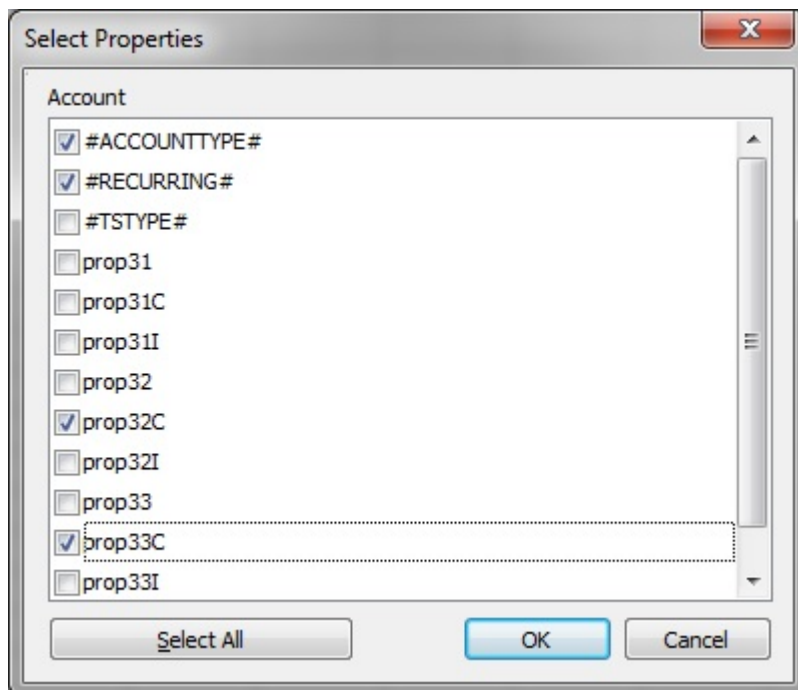 Select Properties
Account
#ACCOUNTTYPE#
#RECURRING#
#TSTYPE#
prop31
prop31C
prop31I
prop32
prop32C
prop32I
prop33
prop33C
prop33I
Select All
OK
Cancel